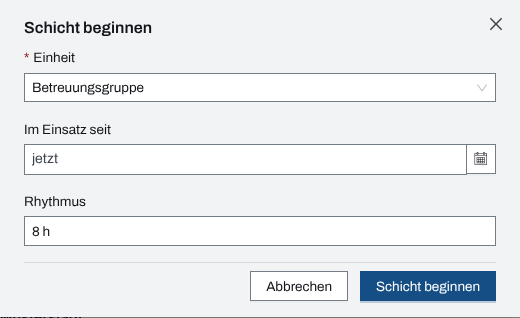 Schicht beginnen
* Einheit
Betreuungsgruppe
Im Einsatz seit
jetzt
Rhythmus
8 h
Abbrechen
Schicht beginnen